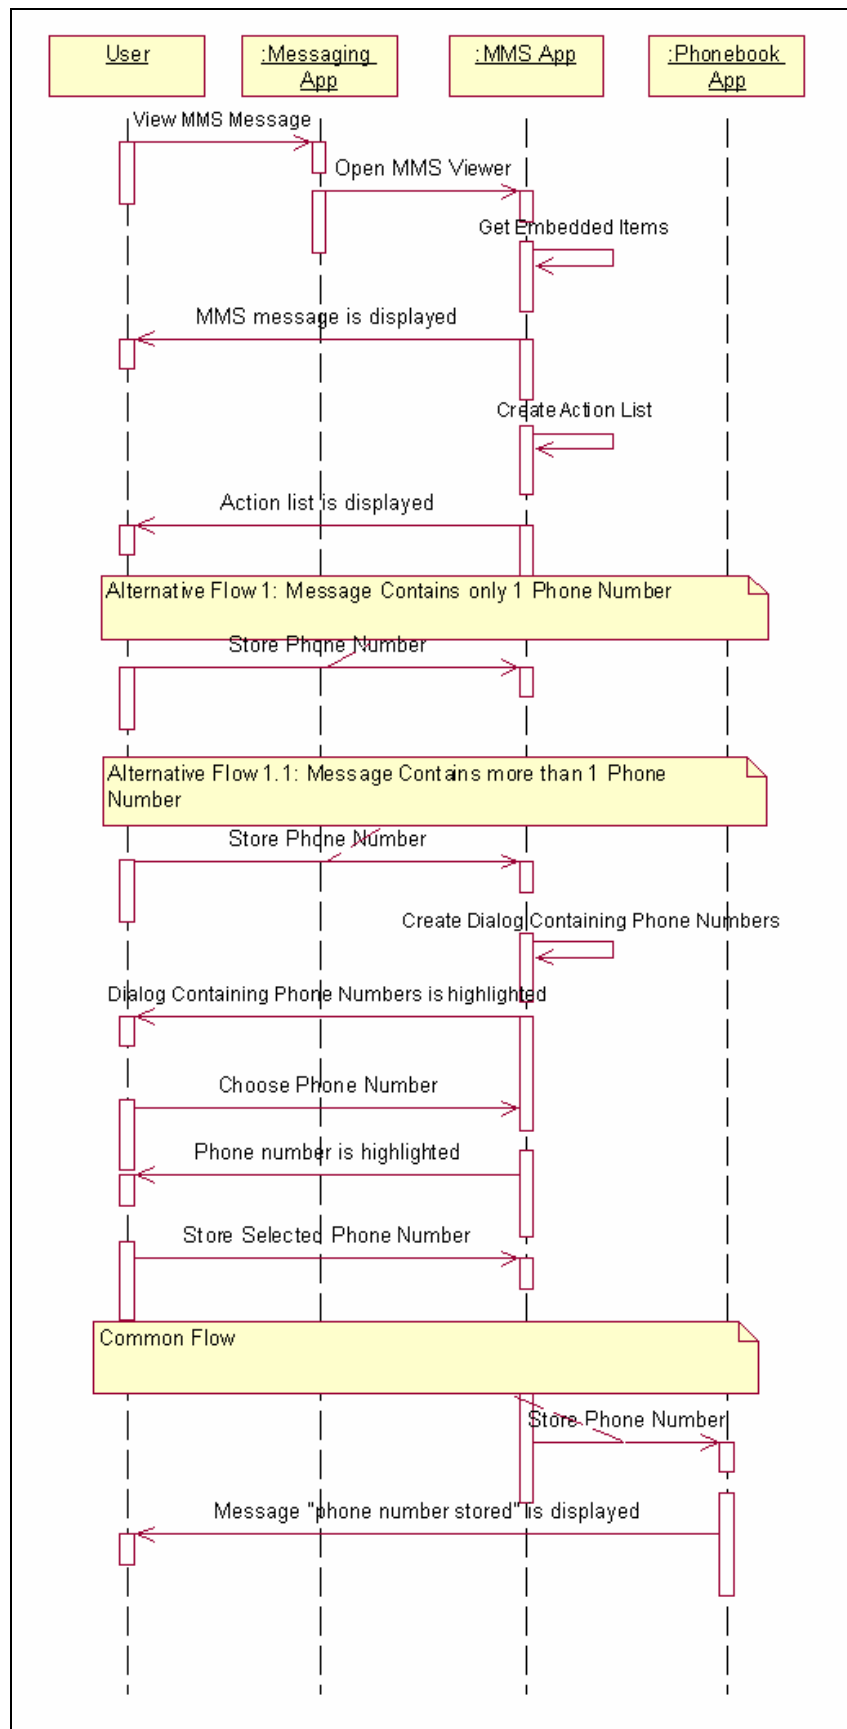 User
:Messaging
App
:MMS App
:Phonebook
App
View MMS Message
Open MMS Viewer
Get Embedded Items
MMS message is displayed
Create Action List
Action list is displayed
Alternative Flow 1: Message Contains only 1 Phone Number
Store Phone Number
Alternative Flow 1.1: Message Contains more than 1 Phone
Number
Store Phone Number
Create Dialog Containing Phone Numbers
Dialog Containing Phone Numbers is highlighted
Choose Phone Number
Phone number is highlighted
Store Selected Phone Number
Common Flow
Store Phone Number
Message "phone number stored" is displayed